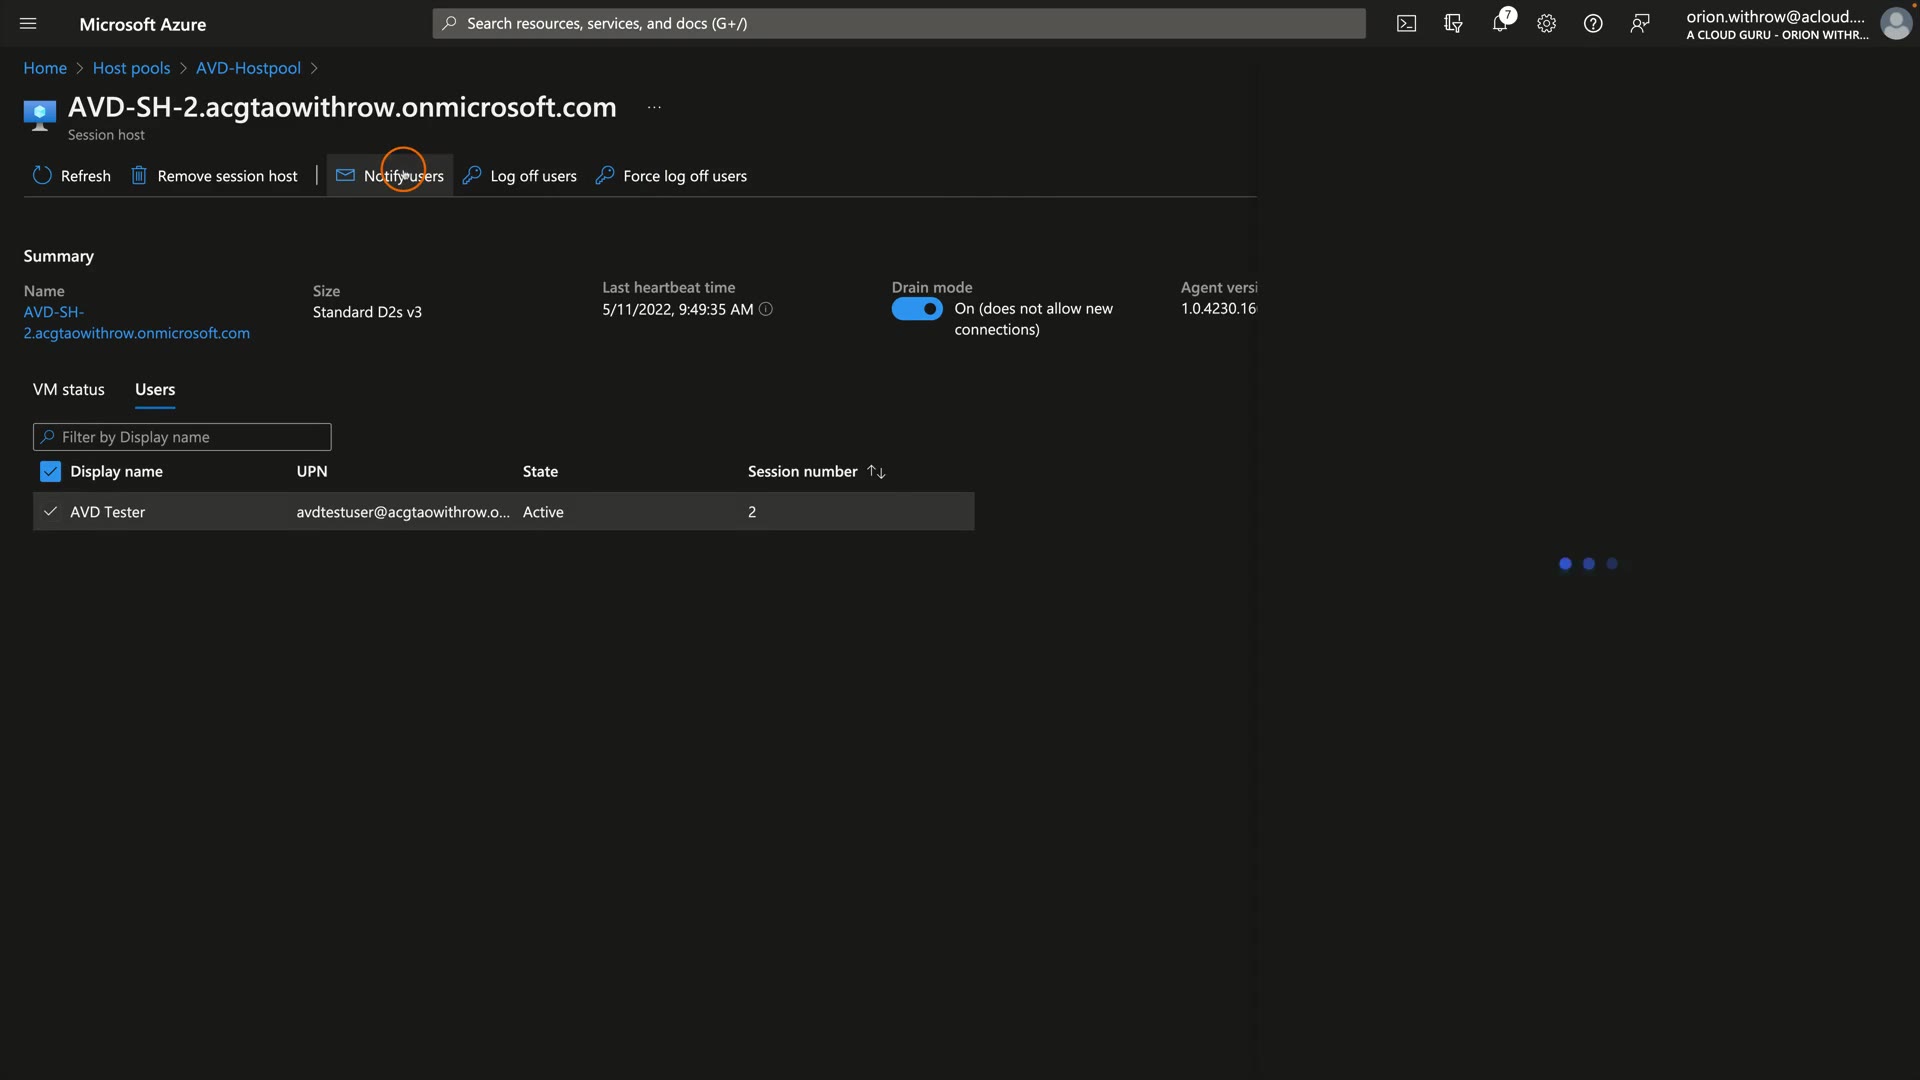 Microsoft Azure
Search resources, services, and docs (G+/)
7
orion.withrow@acloud....
A CLOUD GURU - ORION WITHR...
Home > Host pools > AVD-Hostpool >
AVD-SH-2.acgtaowithrow.onmicrosoft.com ...
Session host
Refresh Remove session host | Notify users Log off users Force log off users
Summary
Name
AVD-SH-
2.acgtaowithrow.onmicrosoft.com
Size
Standard D2s v3
Last heartbeat time
5/11/2022, 9:49:35 AM
Drain mode
On (does not allow new
connections)
Agent versi
1.0.4230.16
VM status Users
Filter by Display name
Display name UPN State Session number
AVD Tester avdtestuser@acgtaowithrow.o... Active 2